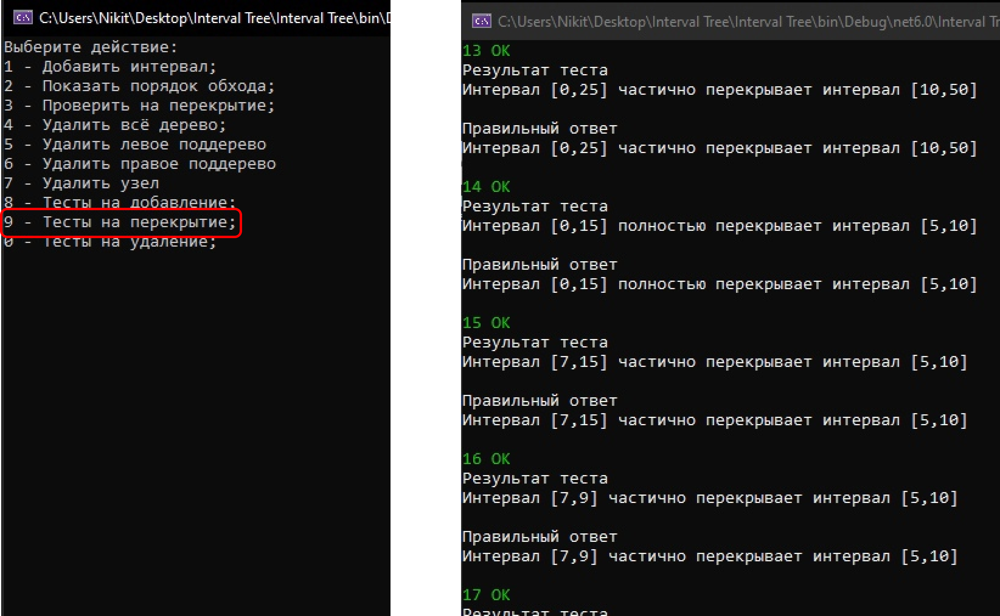 C:\Users\Nikit\Desktop\Interval Tree\Interval Tree\bin\
Выберите действие:
1 - Добавить интервал;
2 - Показать порядок обхода;
3 - Проверить на перекрытие;
4 - Удалить всё дерево;
5 - Удалить левое поддерево
6 - Удалить правое поддерево
7 - Удалить узел
8 - Тесты на добавление;
9 - Тесты на перекрытие;
0 - Тесты на удаление;
C:\Users\Nikit\Desktop\Interval Tree\Interval Tree\bin\Debug\net6.0\Interval Tr
13 OK
Результат теста
Интервал [0,25] частично перекрывает интервал [10,50]
Правильный ответ
Интервал [0,25] частично перекрывает интервал [10,50]
14 OK
Результат теста
Интервал [0,15] полностью перекрывает интервал [5,10]
Правильный ответ
Интервал [0,15] полностью перекрывает интервал [5,10]
15 OK
Результат теста
Интервал [7,15] частично перекрывает интервал [5,10]
Правильный ответ
Интервал [7,15] частично перекрывает интервал [5,10]
16 OK
Результат теста
Интервал [7,9] частично перекрывает интервал [5,10]
Правильный ответ
Интервал [7,9] частично перекрывает интервал [5,10]
17 OK
Результат теста